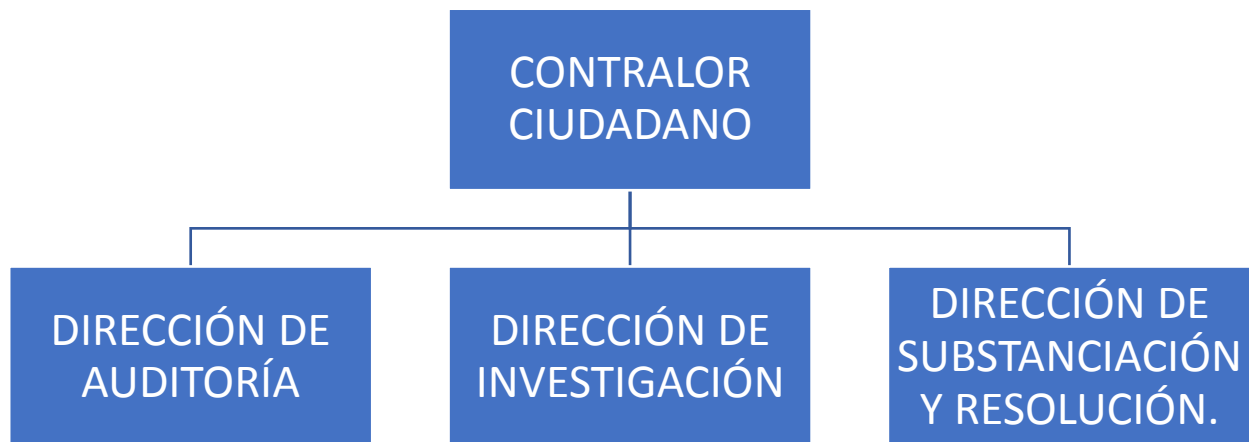 CONTRALOR
CIUDADANO
DIRECCIÓN DE
AUDITORÍA
DIRECCIÓN DE
INVESTIGACIÓN
DIRECCIÓN DE
SUBSTANCIACIÓN
Y RESOLUCIÓN.